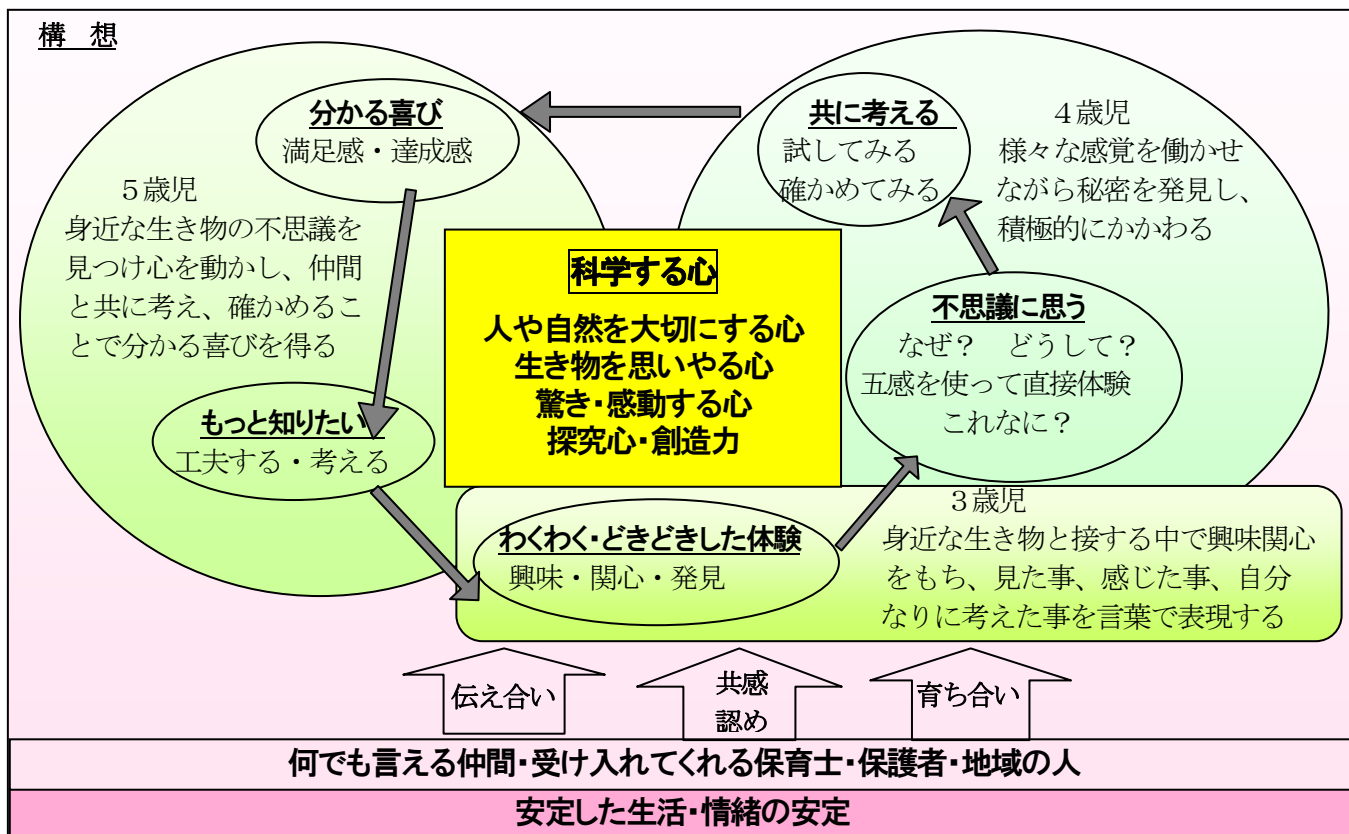 構 想
分かる喜び
満足感・達成感
5歳児
身近な生き物の不思議を
見つけ心を動かし、仲間
と共に考え、確かめるこ
とで分かる喜びを得る
もっと知りたい
工夫する・考える
共に考える
試してみる
確かめてみる
4歳児
様々な感覚を働かせ
ながら秘密を発見し、
積極的にかかわる
科学する心
人や自然を大切にする心
生き物を思いやる心
驚き・感動する心
探究心・創造力
不思議に思う
なぜ? どうして?
五感を使って直接体験
これなに?
わくわく・どきどきした体験
興味・関心・発見
3歳児
身近な生き物と接する中で興味関心
をもち、見た事、感じた事、自分
なりに考えた事を言葉で表現する
伝え合い
共感
認め
育ち合い
何でも言える仲間・受け入れてくれる保育士・保護者・地域の人
安定した生活・情緒の安定